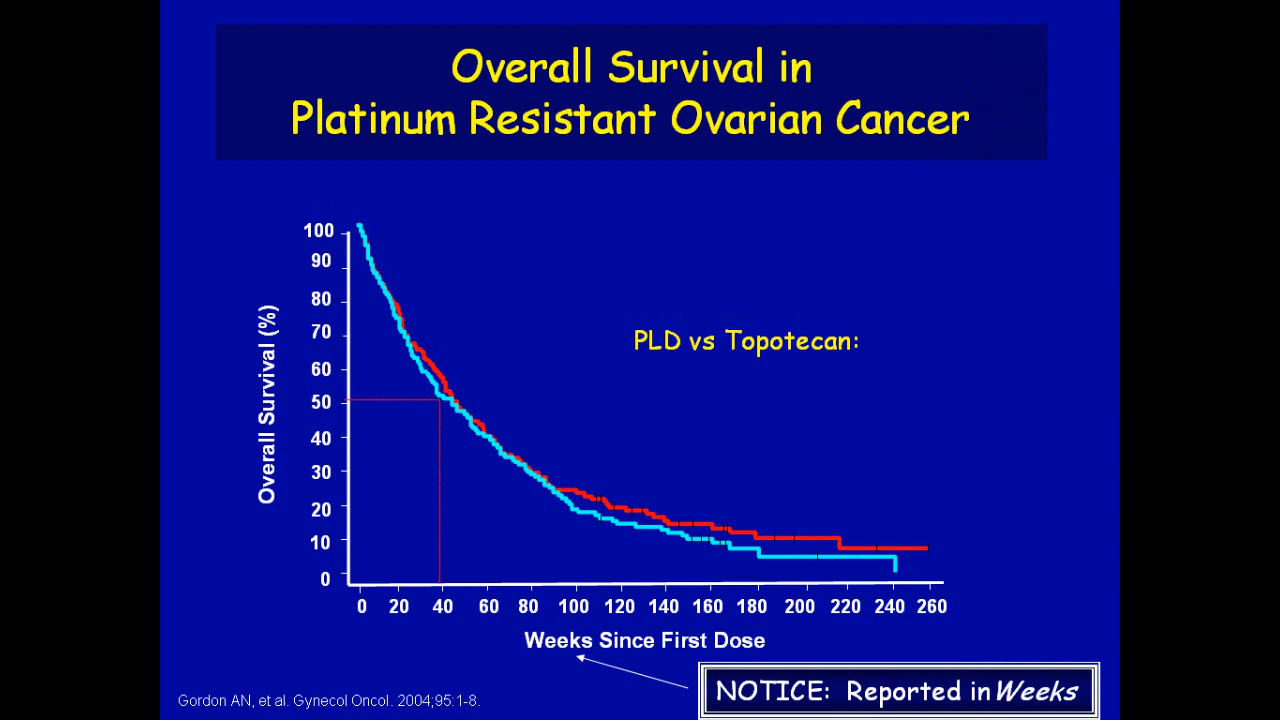 Overall Survival in
Platinum Resistant Ovarian Cancer
100
90
80
70
60
50
40
30
20
10
0
Overall Survival (%)
PLD vs Topotecan:
0 20 40 60 80 100 120 140 160 180 200 220 240 260
Weeks Since First Dose
NOTICE: Reported in Weeks
Gordon AN, et al. Gynecol Oncol. 2004;95:1-8.